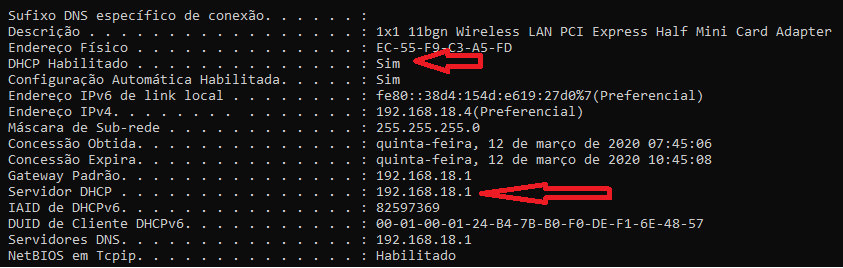 Sufixo DNS específico de conexão. . . . . . :
Descrição . . . . . . . . . . . . . . . . . : 1x1 11bgn Wireless LAN PCI Express Half Mini Card Adapter
Endereço Físico . . . . . . . . . . . . . . : EC-55-F9-C3-A5-FD
DHCP Habilitado . . . . . . . . . . . . . . : Sim
Configuração Automática Habilitada. . . . . : Sim
Endereço IPv6 de link local . . . . . . . . : fe80::38d4:154d:e619:27d0%7(Preferencial)
Endereço IPv4. . . . . . . . . . . . . . . : 192.168.18.4(Preferencial)
Máscara de Sub-rede . . . . . . . . . . . . : 255.255.255.0
Concessão Obtida. . . . . . . . . . . . . . : quinta-feira, 12 de março de 2020 07:45:06
Concessão Expira. . . . . . . . . . . . . . : quinta-feira, 12 de março de 2020 10:45:08
Gateway Padrão. . . . . . . . . . . . . . . : 192.168.18.1
Servidor DHCP . . . . . . . . . . . . . . . : 192.168.18.1
IAID de DHCPv6. . . . . . . . . . . . . . . : 82597369
DUID de Cliente DHCPv6. . . . . . . . . . . : 00-01-00-01-24-B4-7B-B0-F0-DE-F1-6E-48-57
Servidores DNS. . . . . . . . . . . . . . . : 192.168.18.1
NetBIOS em Tcpip. . . . . . . . . . . . . . : Habilitado